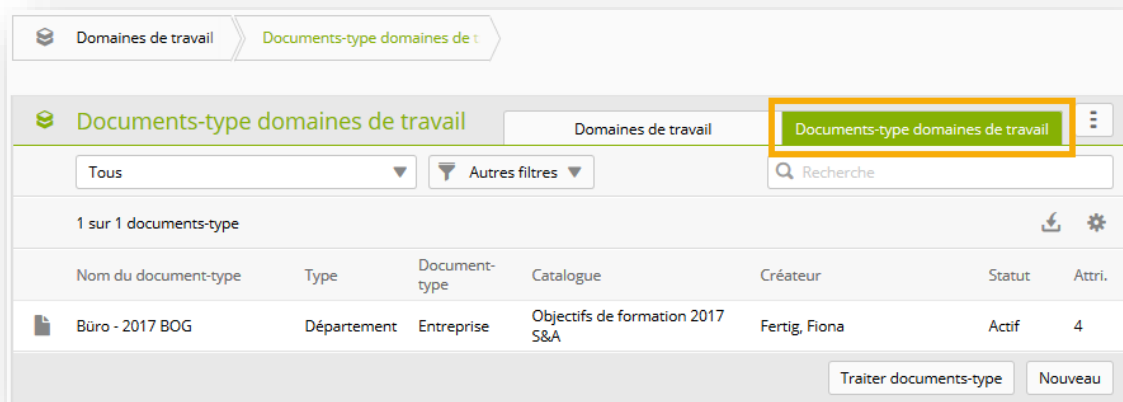 Domaines de travail Documents-type domaines de t
Documents-type domaines de travail Domaines de travail Documents-type domaines de travail
Tous Autres filtres Recherche
1 sur 1 documents-type
Nom du document-type Type Document-type Catalogue Créateur Statut Attri.
Büro - 2017 BOG Département Entreprise Objectifs de formation 2017 S&A Fertig, Fiona Actif 4
Traiter documents-type Nouveau